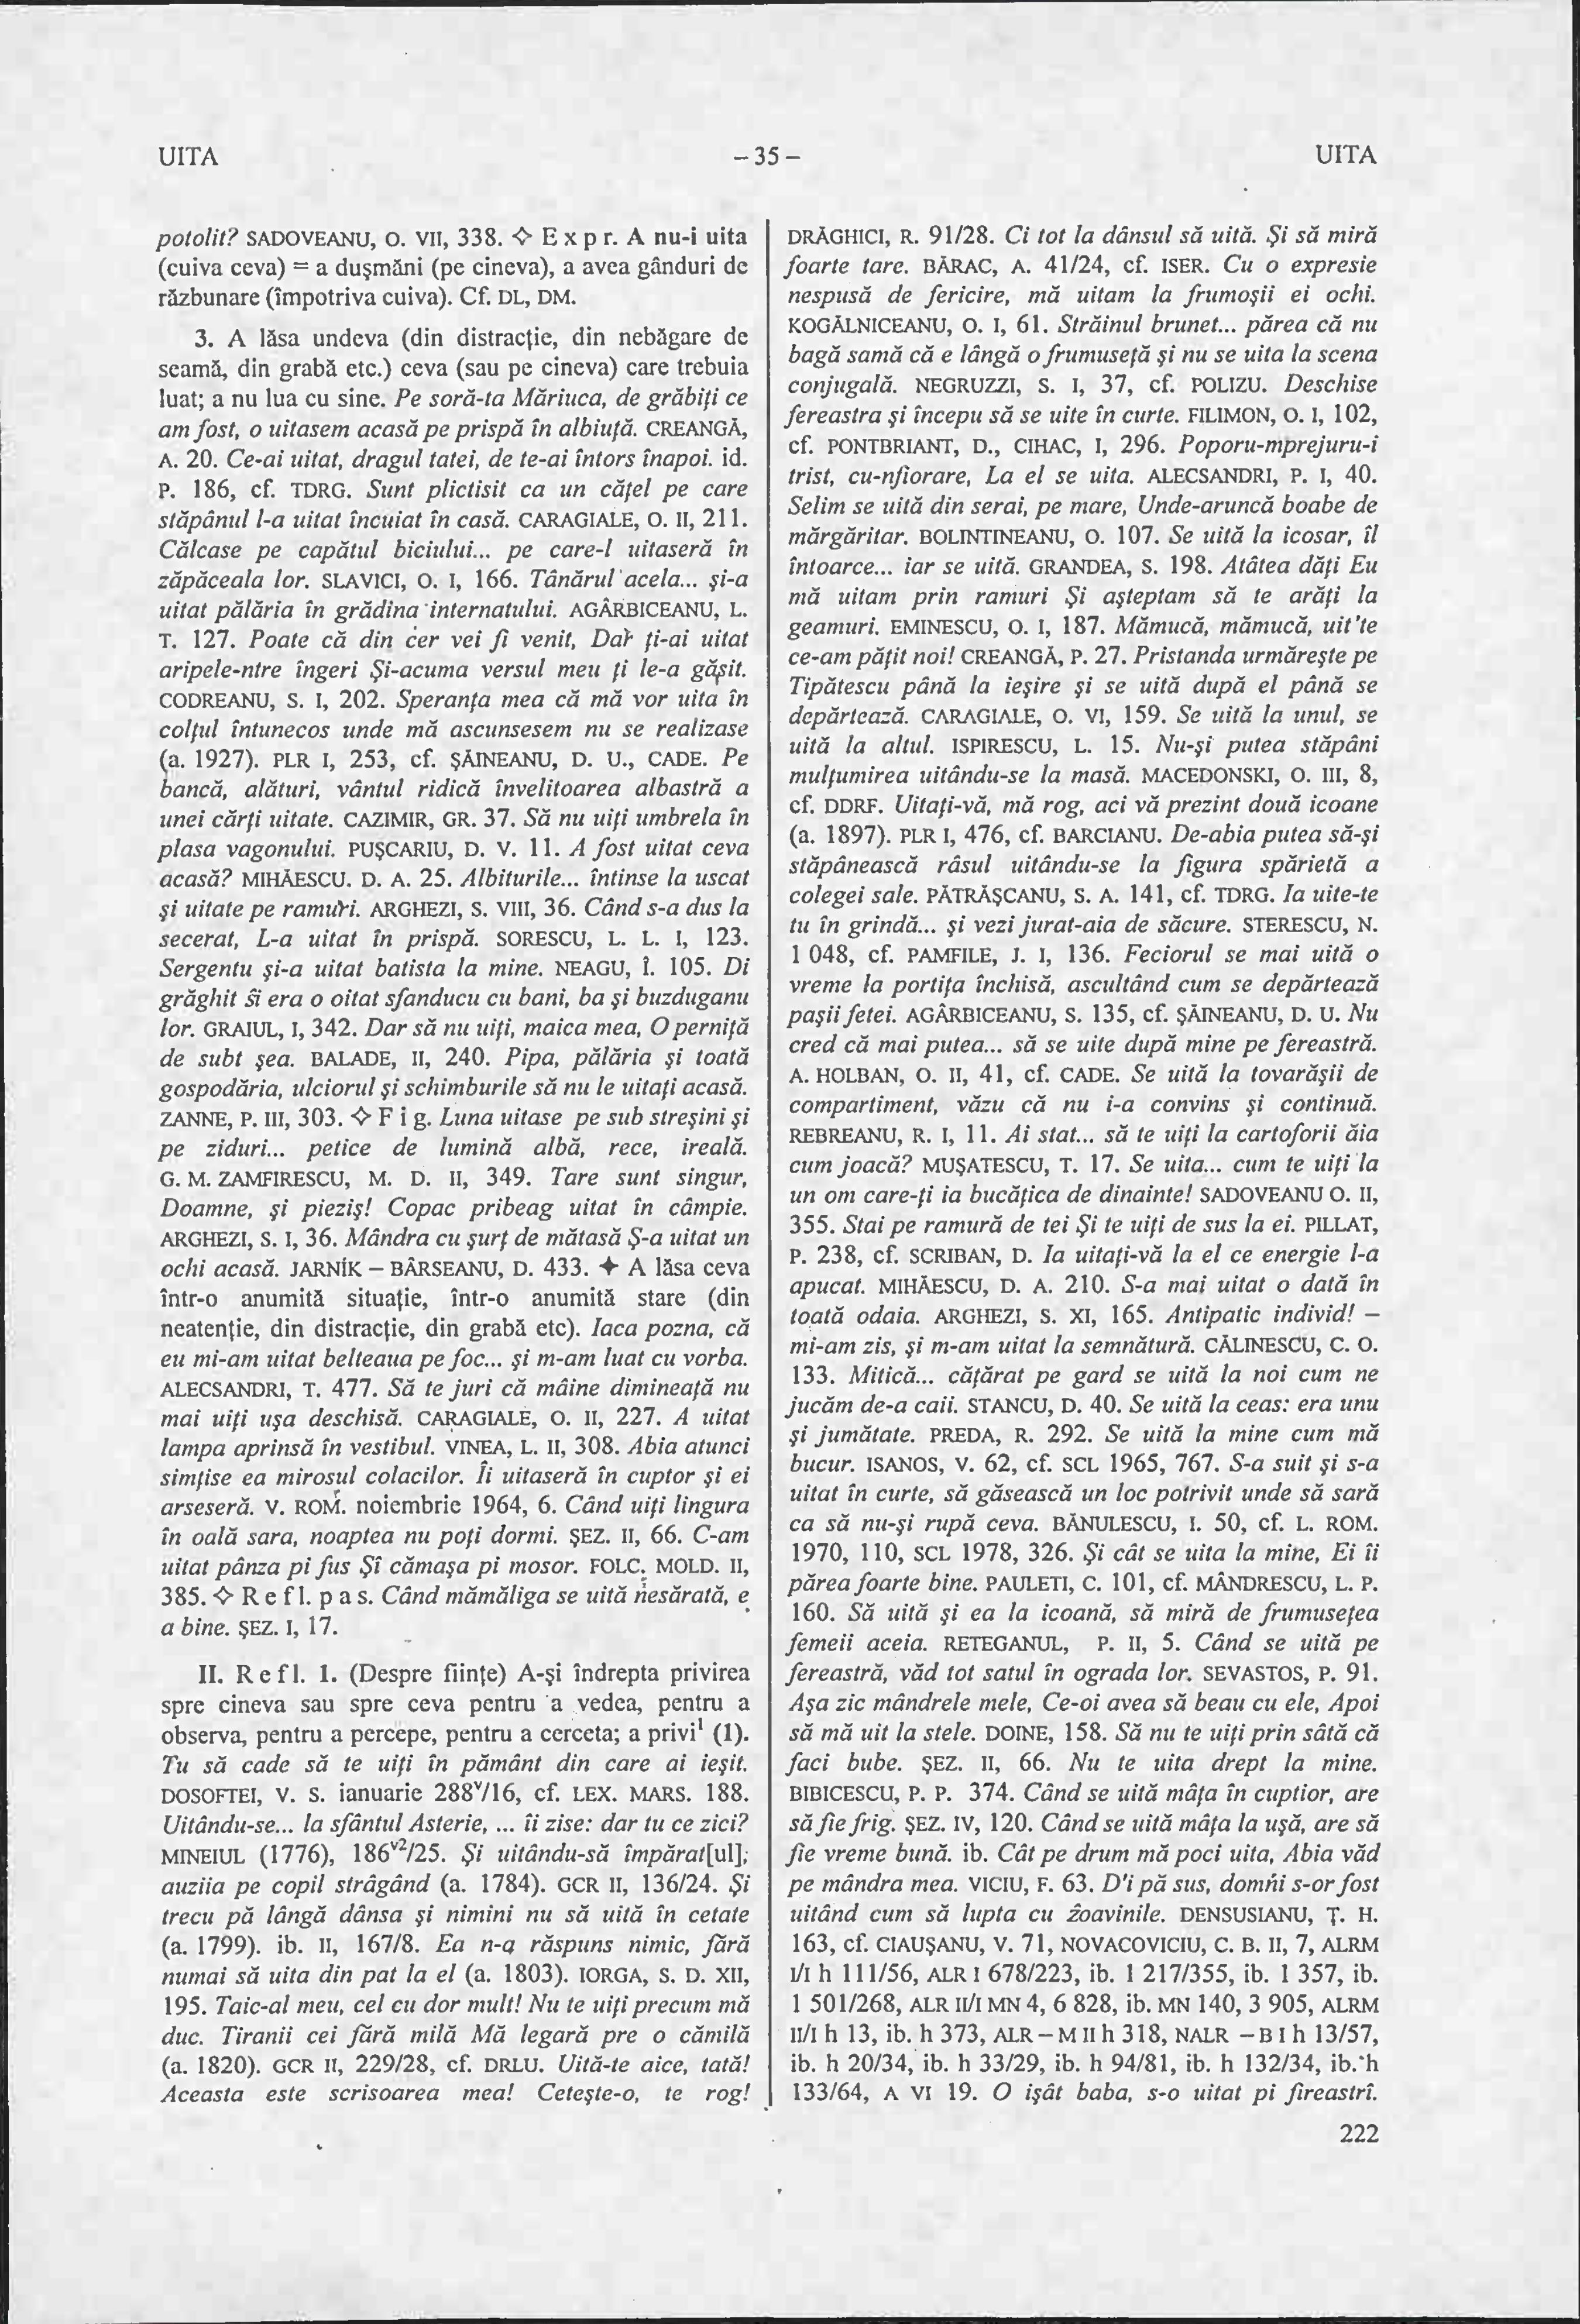 UITA
– 35 –
UITA
potolit? SADOVEANU, O. VII, 338. ◇ E x p r. A nu-i uita
(cuiva ceva) = a duşmăni (pe cineva), a avea gânduri de
răzbunare (împotriva cuiva). Cf. DL, DM.
3. A lăsa undeva (din distracţie, din nebăgare de
seamă, din grabă etc.) ceva (sau pe cineva) care trebuia
luat; a nu lua cu sine. Pe soră-ta Măriuca, de grăbiţi ce
am fost, o uitasem acasă pe prispă în albiuţă. CREANGĂ,
A. 20. Ce-ai uitat, dragul tatei, de te-ai întors înapoi. id.
P. 186, cf. TDRG. Sunt plictisit ca un căţel pe care
stăpânul l-a uitat încuiat în casă. CARAGIALE, O. II, 211.
Călcase pe capătul biciului... pe care-l uitaseră în
zăpăceala lor. SLAVICI, O. I, 166. Tânărul acela... şi-a
uitat pălăria în grădina internatului. AGÂRBICEANU, L.
T. 127. Poate că din cer vei fi venit, Dar ţi-ai uitat
aripele-ntre îngeri Şi-acuma versul meu ţi le-a găsit.
CODREANU, S. I, 202. Speranţa mea că mă vor uita în
colţul întunecos unde mă ascunsesem nu se realizase
(a. 1927). PLR I, 253, cf. ŞĂINEANU, D. U., CADE. Pe
bancă, alături, vântul ridică învelitoarea albastră a
unei cărţi uitate. CAZIMIR, GR. 37. Să nu uiţi umbrela în
plasa vagonului. PUŞCARIU, D. V. 11. A fost uitat ceva
acasă? MIHĂESCU. D. A. 25. Albiturile... întinse la uscat
şi uitate pe ramuri. ARGHEZI, S. VIII, 36. Când s-a dus la
secerat, L-a uitat în prispă. SORESCU, L. L. I, 123.
Sergentu şi-a uitat batista la mine. NEAGU, Î. 105. Di
grăghit śi era o oitat sfanducu cu bani, ba şi buzduganu
lor. GRAIUL, I, 342. Dar să nu uiţi, maica mea, O perniţă
de subt şea. BALADE, II, 240. Pipa, pălăria şi toată
gospodăria, ulciorul şi schimburile să nu le uitaţi acasă.
ZANNE, P. III, 303. ◇ F i g. Luna uitase pe sub streşini şi
pe ziduri... petice de lumină albă, rece, ireală.
G. M. ZAMFIRESCU, M. D. II, 349. Tare sunt singur,
Doamne, şi pieziş! Copac pribeag uitat în câmpie.
ARGHEZI, S. I, 36. Mândra cu şurţ de mătasă Ş-a uitat un
ochi acasă. JARNÍK – BÂRSEANU, D. 433. ✦ A lăsa ceva
într-o anumită situaţie, într-o anumită stare (din
neatenţie, din distracţie, din grabă etc). Iaca pozna, că
eu mi-am uitat belteaua pe foc... şi m-am luat cu vorba.
ALECSANDRI, T. 477. Să te juri că mâine dimineaţă nu
mai uiţi uşa deschisă. CARAGIALE, O. II, 227. A uitat
lampa aprinsă în vestibul. VINEA, L. II, 308. Abia atunci
simţise ea mirosul colacilor. Îi uitaseră în cuptor şi ei
arseseră. V. ROM. noiembrie 1964, 6. Când uiţi lingura
în oală sara, noaptea nu poţi dormi. ŞEZ. II, 66. C-am
uitat pânza pi fus Şî cămaşa pi mosor. FOLC. MOLD. II,
385. ◇ R e f l. p a s. Când mămăliga se uită nesărată, e
a bine. ŞEZ. I, 17.
II. R e f l. 1. (Despre fiinţe) A-şi îndrepta privirea
spre cineva sau spre ceva pentru a vedea, pentru a
observa, pentru a percepe, pentru a cerceta; a privi¹ (1).
Tu să cade să te uiţi în pământ din care ai ieşit.
DOSOFTEI, V. S. ianuarie 288ᵛ/16, cf. LEX. MARS. 188.
Uitându-se... la sfântul Asterie, ... îi zise: dar tu ce zici?
MINEIUL (1776), 186ᵛ²/25. Şi uitându-să împărat[ul],
auziia pe copil strâgând (a. 1784). GCR II, 136/24. Şi
trecu pă lângă dânsa şi nimini nu să uită în cetate
(a. 1799). ib. II, 167/8. Ea n-a răspuns nimic, fără
numai să uita din pat la el (a. 1803). IORGA, S. D. XII,
195. Taic-al meu, cel cu dor mult! Nu te uiţi precum mă
duc. Tiranii cei fără milă Mă legară pre o cămilă
(a. 1820). GCR II, 229/28, cf. DRLU. Uită-te aice, tată!
Aceasta este scrisoarea mea! Ceteşte-o, te rog!
DRĂGHICI, R. 91/28. Ci tot la dânsul să uită. Şi să miră
foarte tare. BĂRAC, A. 41/24, cf. ISER. Cu o expresie
nespusă de fericire, mă uitam la frumoşii ei ochi.
KOGĂLNICEANU, O. I, 61. Străinul brunet... părea că nu
bagă samă că e lângă o frumuseţă şi nu se uita la scena
conjugală. NEGRUZZI, S. I, 37, cf. POLIZU. Deschise
fereastra şi începu să se uite în curte. FILIMON, O. I, 102,
cf. PONTBRIANT, D., CIHAC, I, 296. Poporu-mprejuru-i
trist, cu-nfiorare, La el se uita. ALECSANDRI, P. I, 40.
Selim se uită din serai, pe mare, Unde-aruncă boabe de
mărgăritar. BOLINTINEANU, O. 107. Se uită la icosar, îl
întoarce... iar se uită. GRANDEA, S. 198. Atâtea dăţi Eu
mă uitam prin ramuri Şi aşteptam să te arăţi la
geamuri. EMINESCU, O. I, 187. Mămucă, mămucă, uit'te
ce-am păţit noi! CREANGĂ, P. 27. Pristanda urmăreşte pe
Tipătescu până la ieşire şi se uită după el până se
depărtează. CARAGIALE, O. VI, 159. Se uită la unul, se
uită la altul. ISPIRESCU, L. 15. Nu-şi putea stăpâni
mulţumirea uitându-se la masă. MACEDONSKI, O. III, 8,
cf. DDRF. Uitaţi-vă, mă rog, aci vă prezint două icoane
(a. 1897). PLR I, 476, cf. BARCIANU. De-abia putea să-şi
stăpânească râsul uitându-se la figura spărietă a
colegei sale. PĂTRĂŞCANU, S. A. 141, cf. TDRG. Ia uite-te
tu în grindă... şi vezi jurat-aia de săcure. STERESCU, N.
1 048, cf. PAMFILE, J. I, 136. Feciorul se mai uită o
vreme la portiţa închisă, ascultând cum se depărtează
paşii fetei. AGÂRBICEANU, S. 135, cf. ŞĂINEANU, D. U. Nu
cred că mai putea... să se uite după mine pe fereastră.
A. HOLBAN, O. II, 41, cf. CADE. Se uită la tovarăşii de
compartiment, văzu că nu i-a convins şi continuă.
REBREANU, R. I, 11. Ai stat... să te uiţi la cartoforii ăia
cum joacă? MUŞATESCU, T. 17. Se uita... cum te uiţi la
un om care-ţi ia bucăţica de dinainte! SADOVEANU O. II,
355. Stai pe ramură de tei Şi te uiţi de sus la ei. PILLAT,
P. 238, cf. SCRIBAN, D. Ia uitaţi-vă la el ce energie l-a
apucat. MIHĂESCU, D. A. 210. S-a mai uitat o dată în
toată odaia. ARGHEZI, S. XI, 165. Antipatic individ! –
mi-am zis, şi m-am uitat la semnătură. CĂLINESCU, C. O.
133. Mitică... căţărat pe gard se uită la noi cum ne
jucăm de-a caii. STANCU, D. 40. Se uită la ceas: era unu
şi jumătate. PREDA, R. 292. Se uită la mine cum mă
bucur. ISANOS, V. 62, cf. SCL 1965, 767. S-a suit şi s-a
uitat în curte, să găsească un loc potrivit unde să sară
ca să nu-şi rupă ceva. BĂNULESCU, I. 50, cf. L. ROM.
1970, 110, SCL 1978, 326. Şi cât se uita la mine, Ei îi
părea foarte bine. PAULETI, C. 101, cf. MÂNDRESCU, L. P.
160. Să uită şi ea la icoană, să miră de frumuseţea
femeii aceia. RETEGANUL, P. II, 5. Când se uită pe
fereastră, văd tot satul în ograda lor. SEVASTOS, P. 91.
Aşa zic mândrele mele, Ce-oi avea să beau cu ele, Apoi
să mă uit la stele. DOINE, 158. Să nu te uiţi prin sâtă că
faci bube. ŞEZ. II, 66. Nu te uita drept la mine.
BIBICESCU, P. P. 374. Când se uită mâţa în cuptior, are
să fie frig. ŞEZ. IV, 120. Când se uită mâţa la uşă, are să
fie vreme bună. ib. Cât pe drum mă poci uita, Abia văd
pe mândra mea. VICIU, F. 63. D'i pă sus, domńi s-or fost
uitând cum să lupta cu źoavinile. DENSUSIANU, Ţ. H.
163, cf. CIAUŞANU, V. 71, NOVACOVICIU, C. B. II, 7, ALRM
I/I h 111/56, ALR I 678/223, ib. 1 217/355, ib. 1 357, ib.
1 501/268, ALR II/I MN 4, 6 828, ib. MN 140, 3 905, ALRM
II/I h 13, ib. h 373, ALR – M II h 318, NALR – B I h 13/57,
ib. h 20/34, ib. h 33/29, ib. h 94/81, ib. h 132/34, ib. h
133/64, A VI 19. O işât baba, s-o uitat pi fireastrî.
222